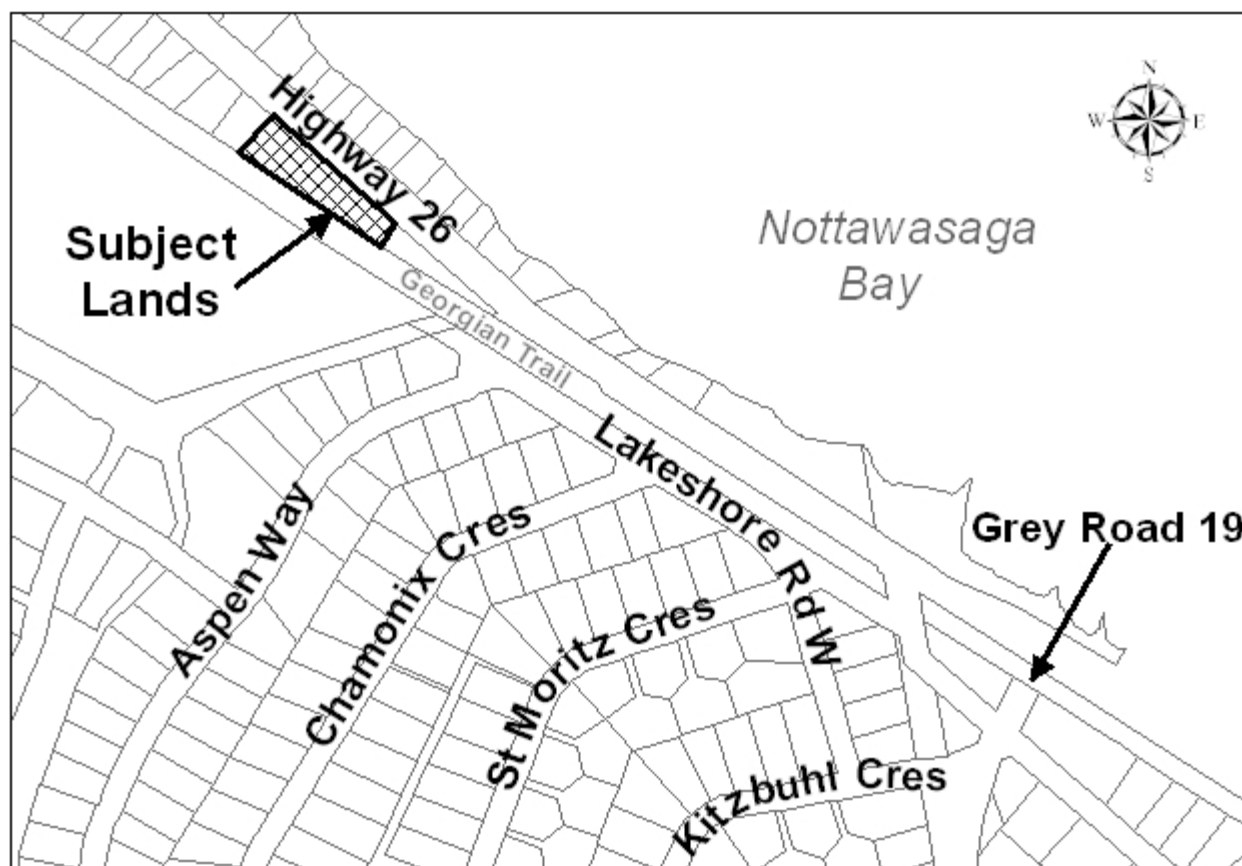 N
W E
S
Highway 26
Nottawasaga
Bay
Subject
Lands
Georgian Trail
Lakeshore Rd W
Grey Road 19
Aspen Way
Chamonix Cres
St Moritz Cres
Kitzbuhl Cres